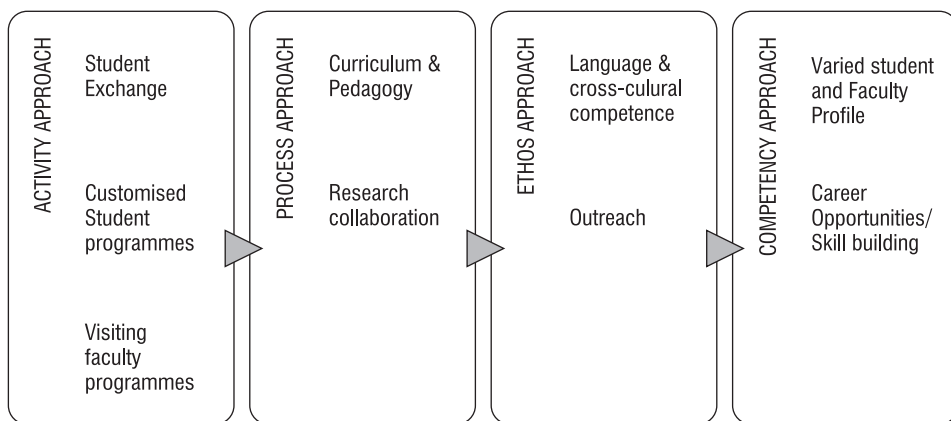 ACTIVITY APPROACH
Student
Exchange
Customised
Student
programmes
Visiting
faculty
programmes
PROCESS APPROACH
Curriculum &
Pedagogy
Research
collaboration
ETHOS APPROACH
Language &
cross-culural
competence
Outreach
COMPETENCY APPROACH
Varied student
and Faculty
Profile
Career
Opportunities/
Skill building